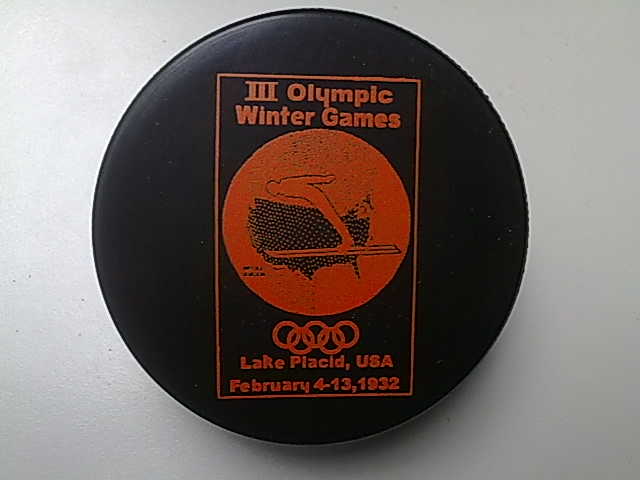 III Olympic
Winter Games
Lake Placid, USA
February 4-13, 1932